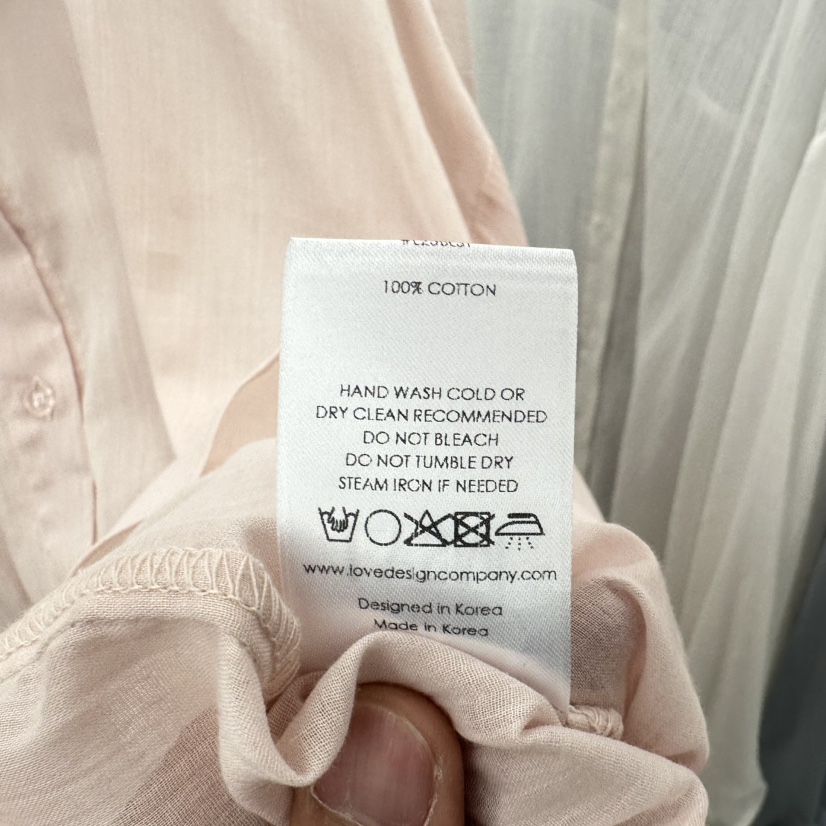 100% COTTON
HAND WASH COLD OR
DRY CLEAN RECOMMENDED
DO NOT BLEACH
DO NOT TUMBLE DRY
STEAM IRON IF NEEDED
www.lovedesigncompany.com
Designed in Korea
Made in Korea